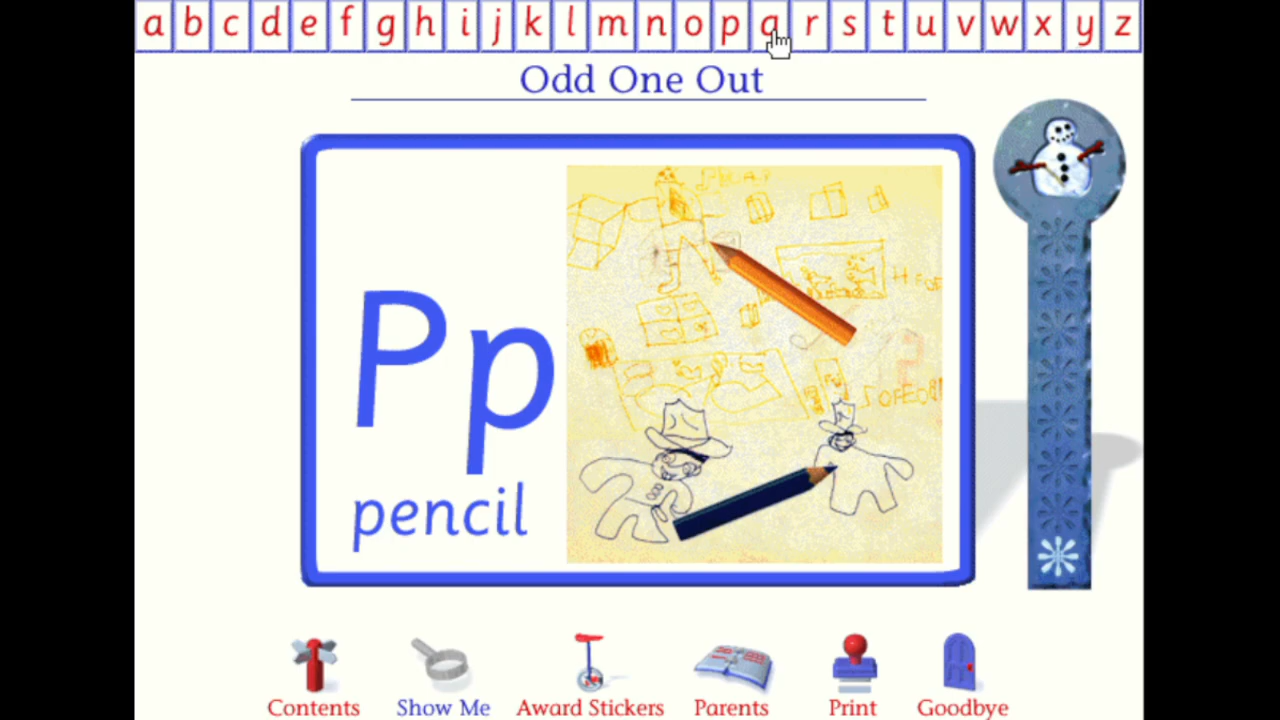 a b c d e f g h i j k l m n o p q r s t u v w x y z
Odd One Out
Pp
pencil
Contents
Show Me
Award Stickers
Parents
Print
Goodbye